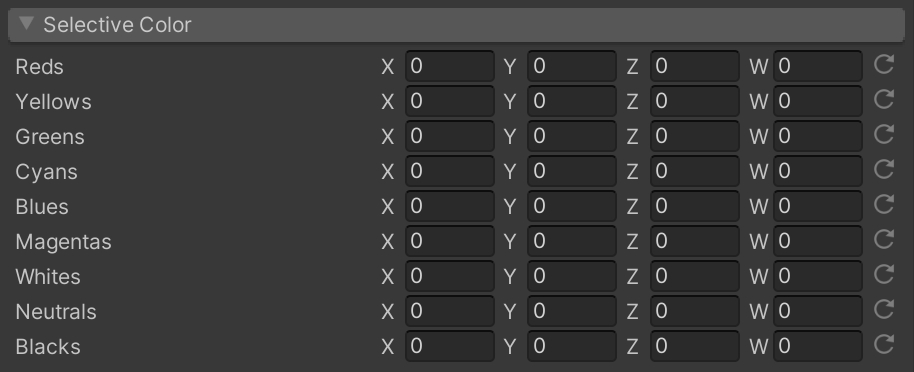 Selective Color
Reds X 0 Y 0 Z 0 W 0
Yellows X 0 Y 0 Z 0 W 0
Greens X 0 Y 0 Z 0 W 0
Cyans X 0 Y 0 Z 0 W 0
Blues X 0 Y 0 Z 0 W 0
Magentas X 0 Y 0 Z 0 W 0
Whites X 0 Y 0 Z 0 W 0
Neutrals X 0 Y 0 Z 0 W 0
Blacks X 0 Y 0 Z 0 W 0